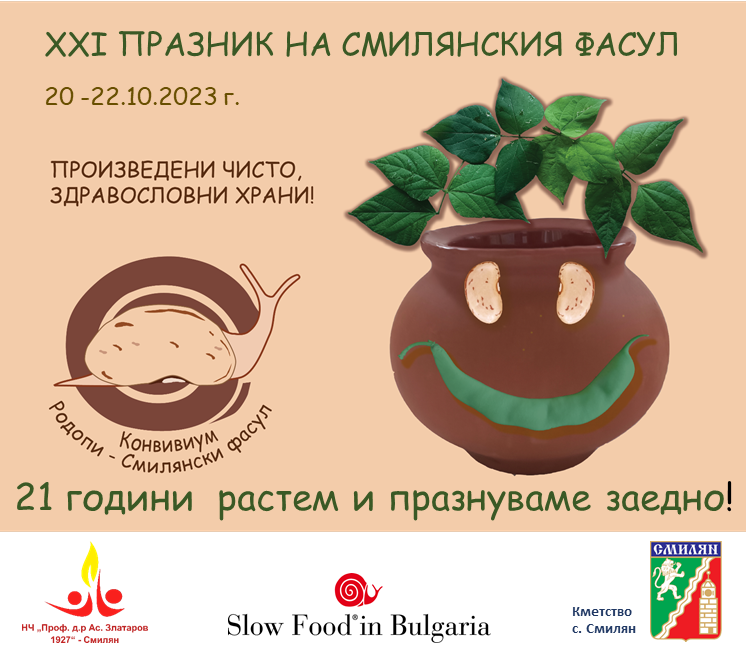 XXI ПРАЗНИК НА СМИЛЯНСКИЯ ФАСУЛ
20 -22.10.2023 г.
ПРОИЗВЕДЕНИ ЧИСТО,
ЗДРАВОСЛОВНИ ХРАНИ!
Конвивиум
Родопи - Смилянски фасул
21 години растем и празнуваме заедно!
НЧ „Проф. д.р Ас. Златаров
1927“ - Смилян
Slow Food® in Bulgaria
Кметство
с. Смилян
СМИЛЯН